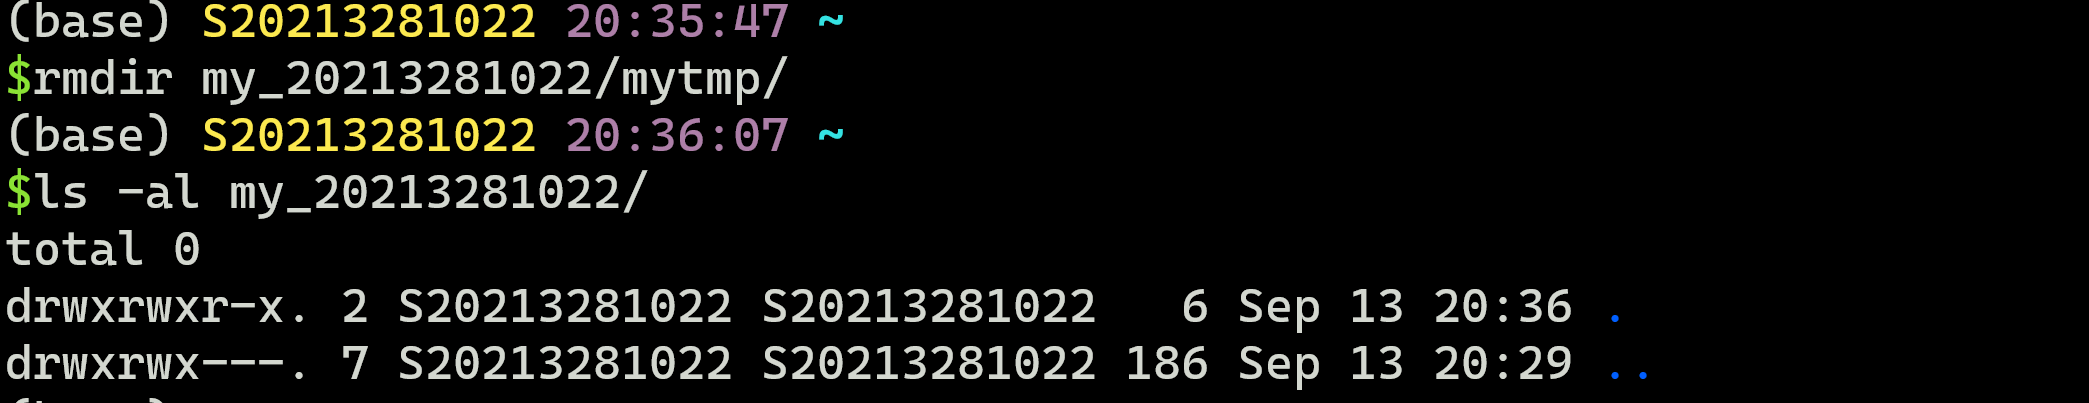 (base) S20213281022 20:35:47 ~
$rmdir my_20213281022/mytmp/
(base) S20213281022 20:36:07 ~
$ls -al my_20213281022/
total 0
drwxrwxr-x. 2 S20213281022 S20213281022   6 Sep 13 20:36 .
drwxrwx---. 7 S20213281022 S20213281022 186 Sep 13 20:29 ..